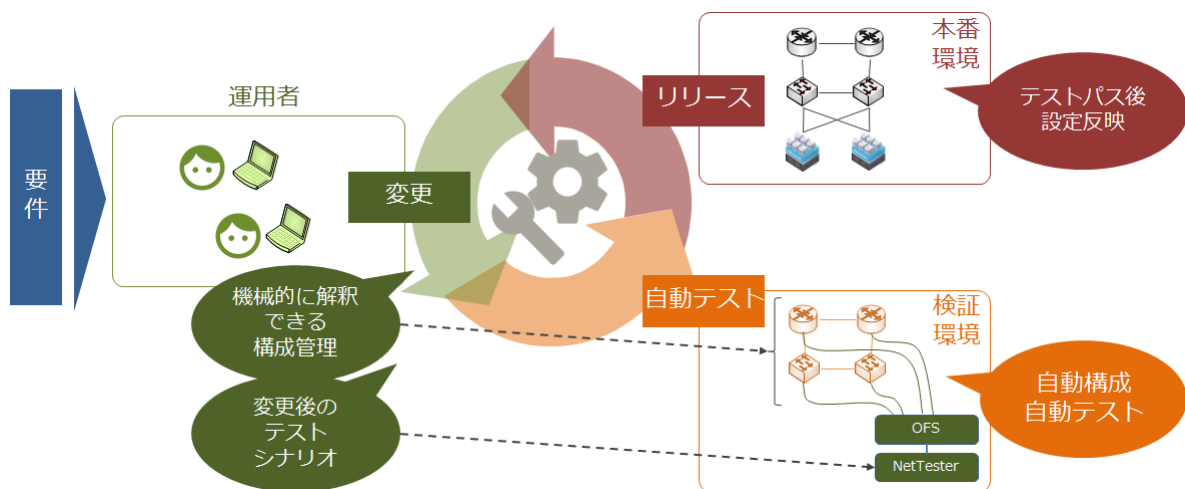 要件
運用者
変更
機械的に解釈
できる
構成管理
変更後の
テスト
シナリオ
リリース
本番
環境
テストパス後
設定反映
自動テスト
検証
環境
自動構成
自動テスト
OFS
NetTester